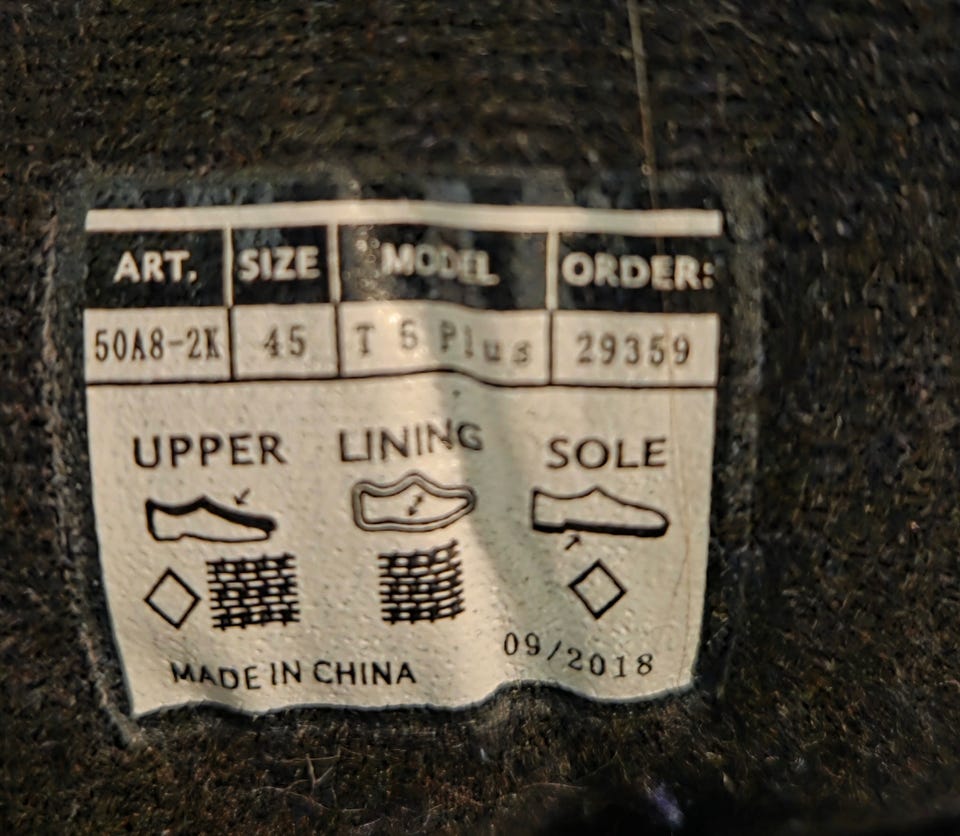 ART. SIZE MODEL ORDER:
50A8-2K 45 T 5 Plus 29359
UPPER LINING SOLE
MADE IN CHINA 09/2018